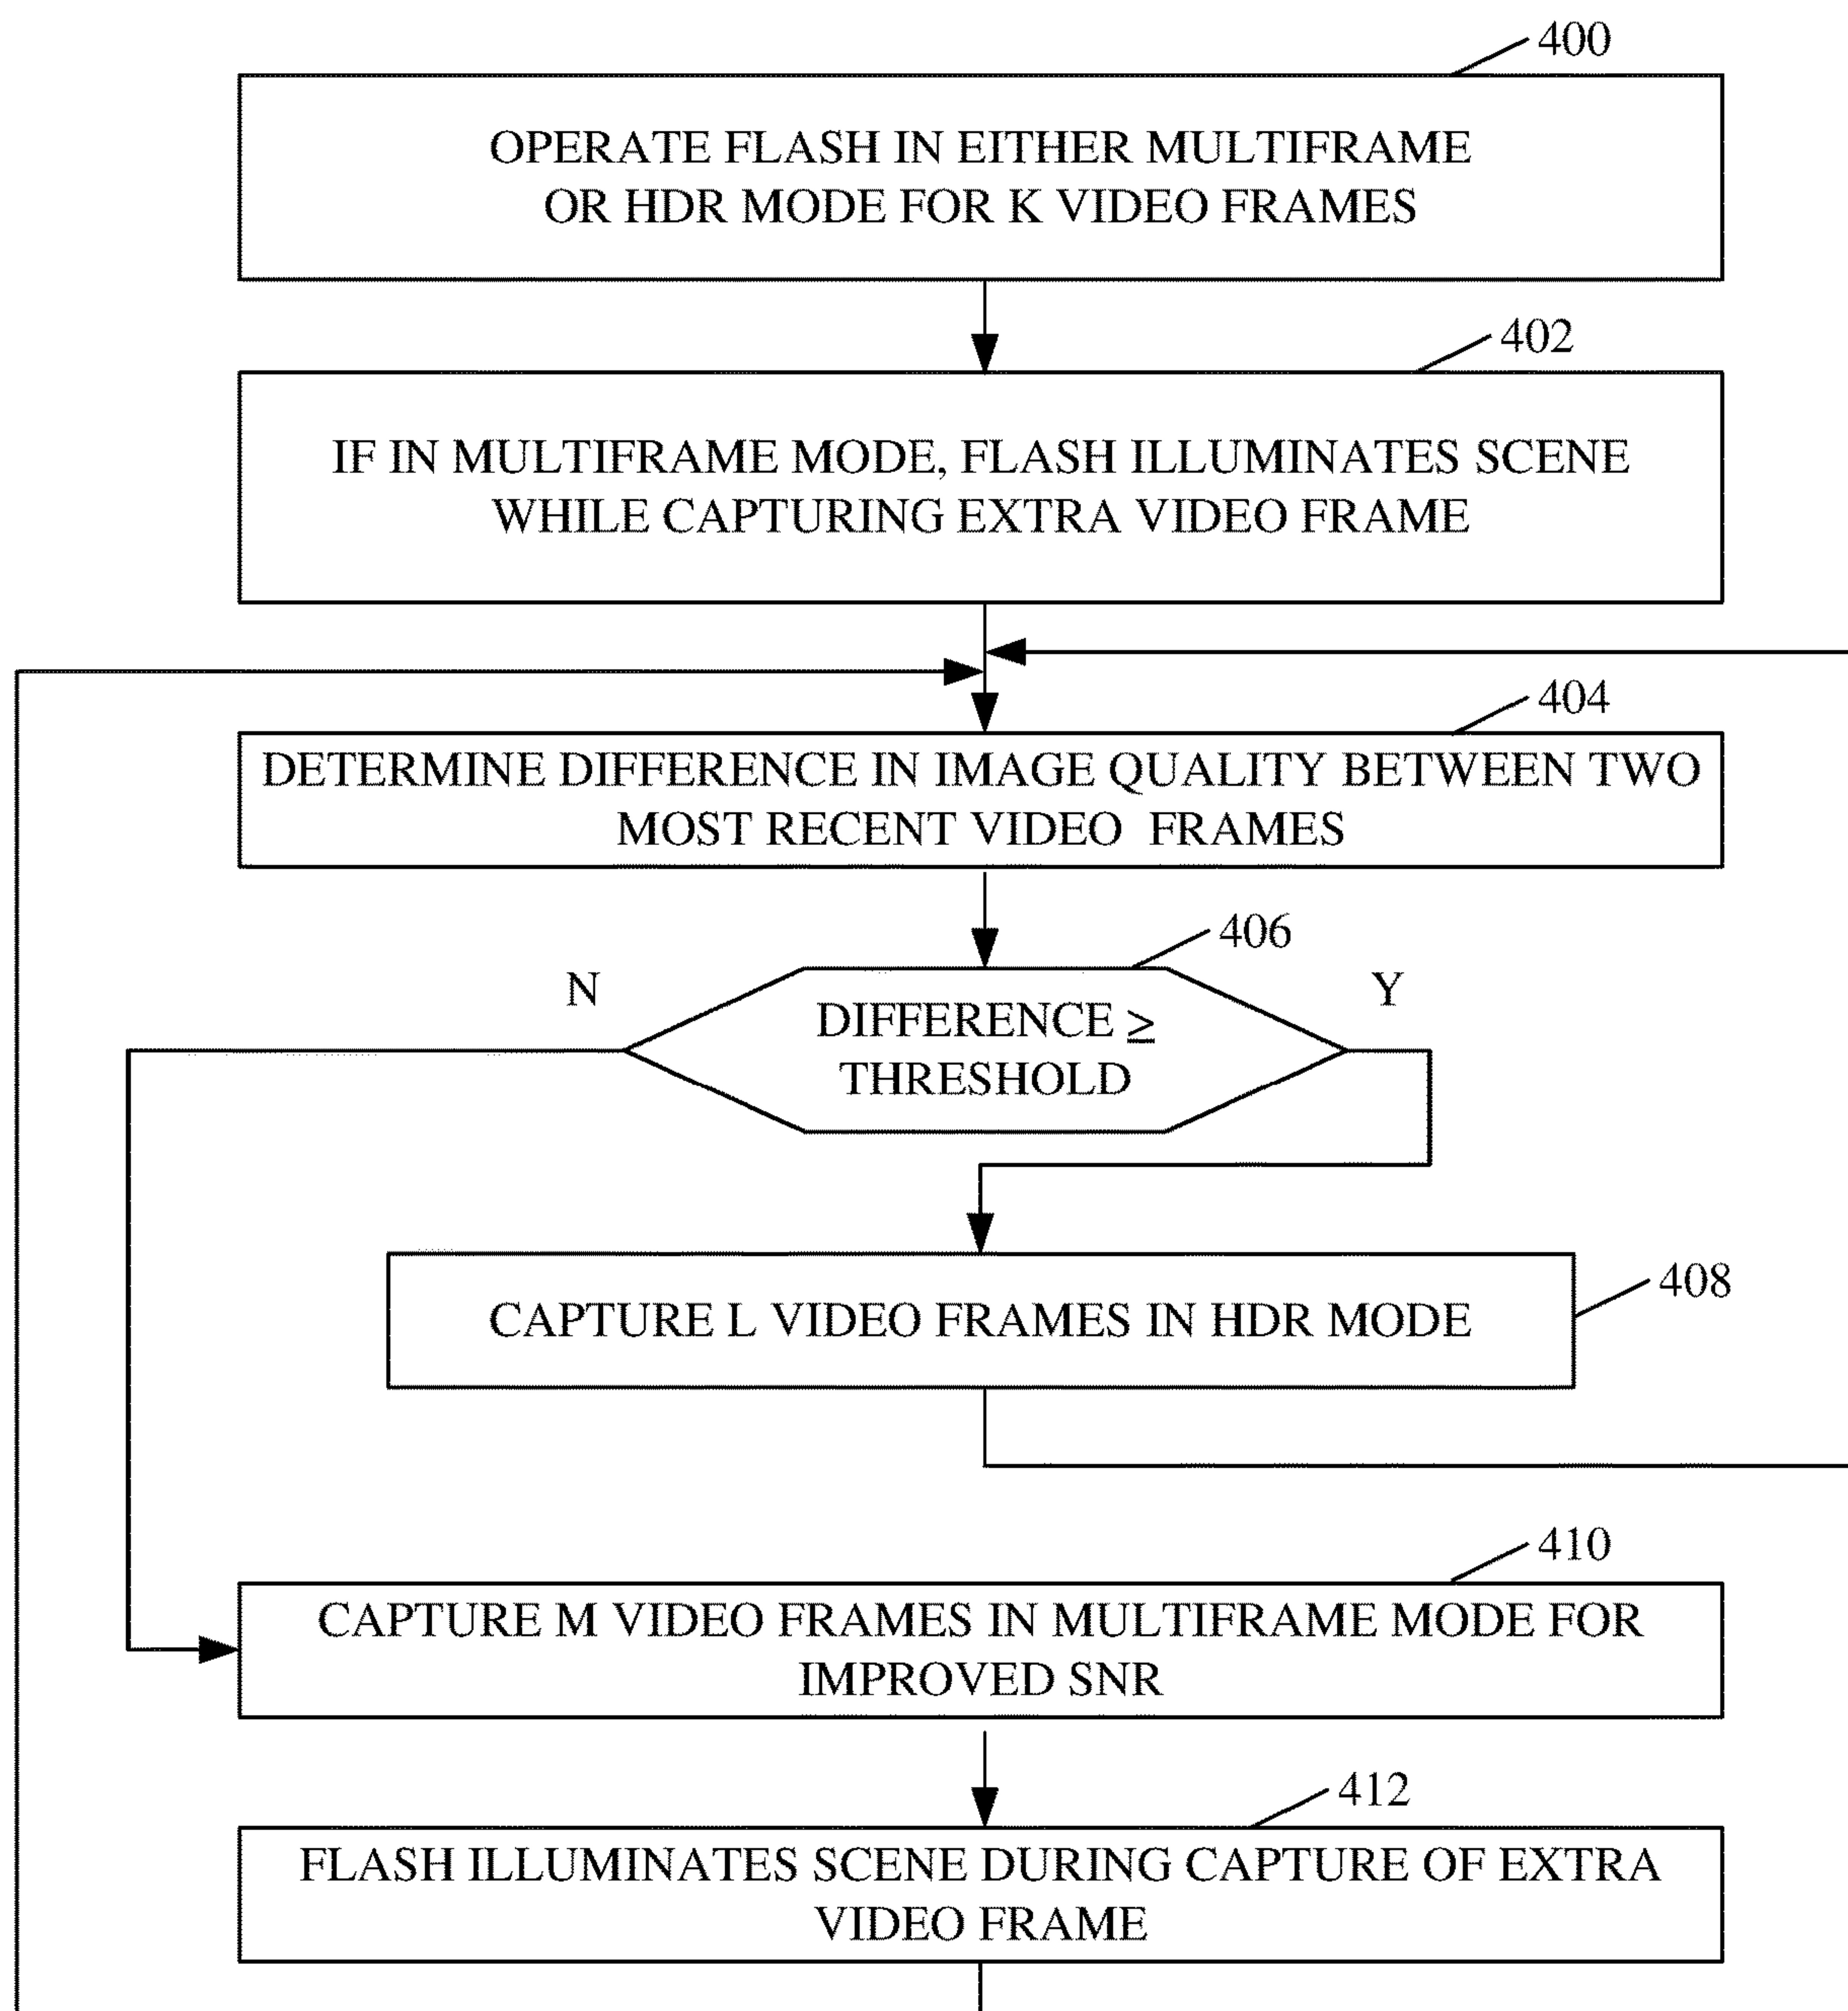 400
OPERATE FLASH IN EITHER MULTIFRAME
OR HDR MODE FOR K VIDEO FRAMES
402
IF IN MULTIFRAME MODE, FLASH ILLUMINATES SCENE
WHILE CAPTURING EXTRA VIDEO FRAME
404
DETERMINE DIFFERENCE IN IMAGE QUALITY BETWEEN TWO
MOST RECENT VIDEO FRAMES
406
N
Y
DIFFERENCE ≥
THRESHOLD
408
CAPTURE L VIDEO FRAMES IN HDR MODE
410
CAPTURE M VIDEO FRAMES IN MULTIFRAME MODE FOR
IMPROVED SNR
412
FLASH ILLUMINATES SCENE DURING CAPTURE OF EXTRA
VIDEO FRAME